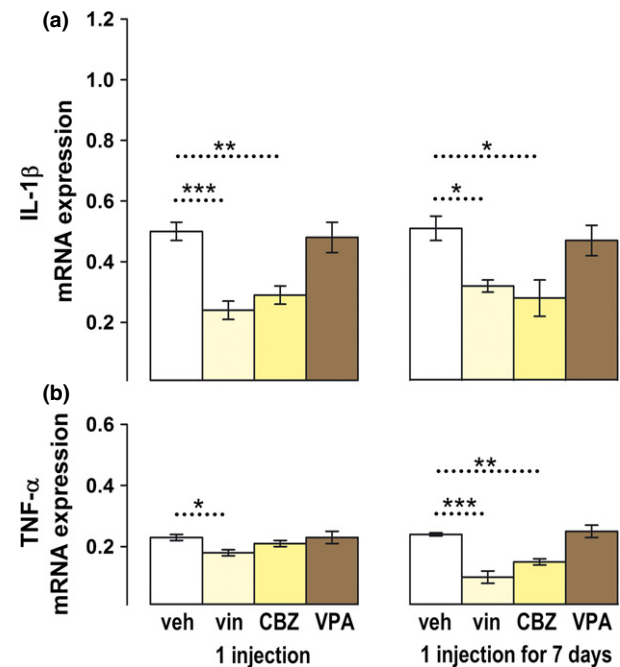 (a)
1.2
1.0
0.8
0.6
0.4
0.2
IL-1β
mRNA expression
**
***
*
*
(b)
0.6
0.4
0.2
TNF-α
mRNA expression
*
**
***
veh vin CBZ VPA
veh vin CBZ VPA
1 injection
1 injection for 7 days